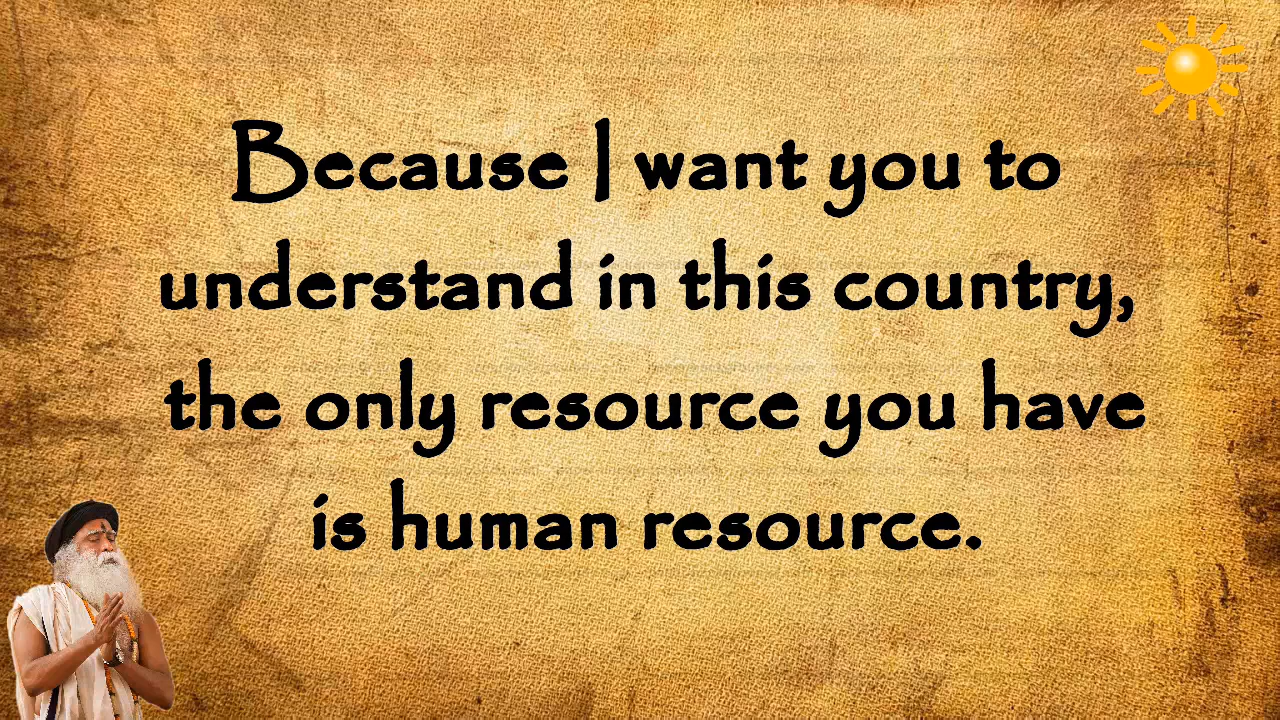 Because I want you to
understand in this country,
the only resource you have
is human resource.